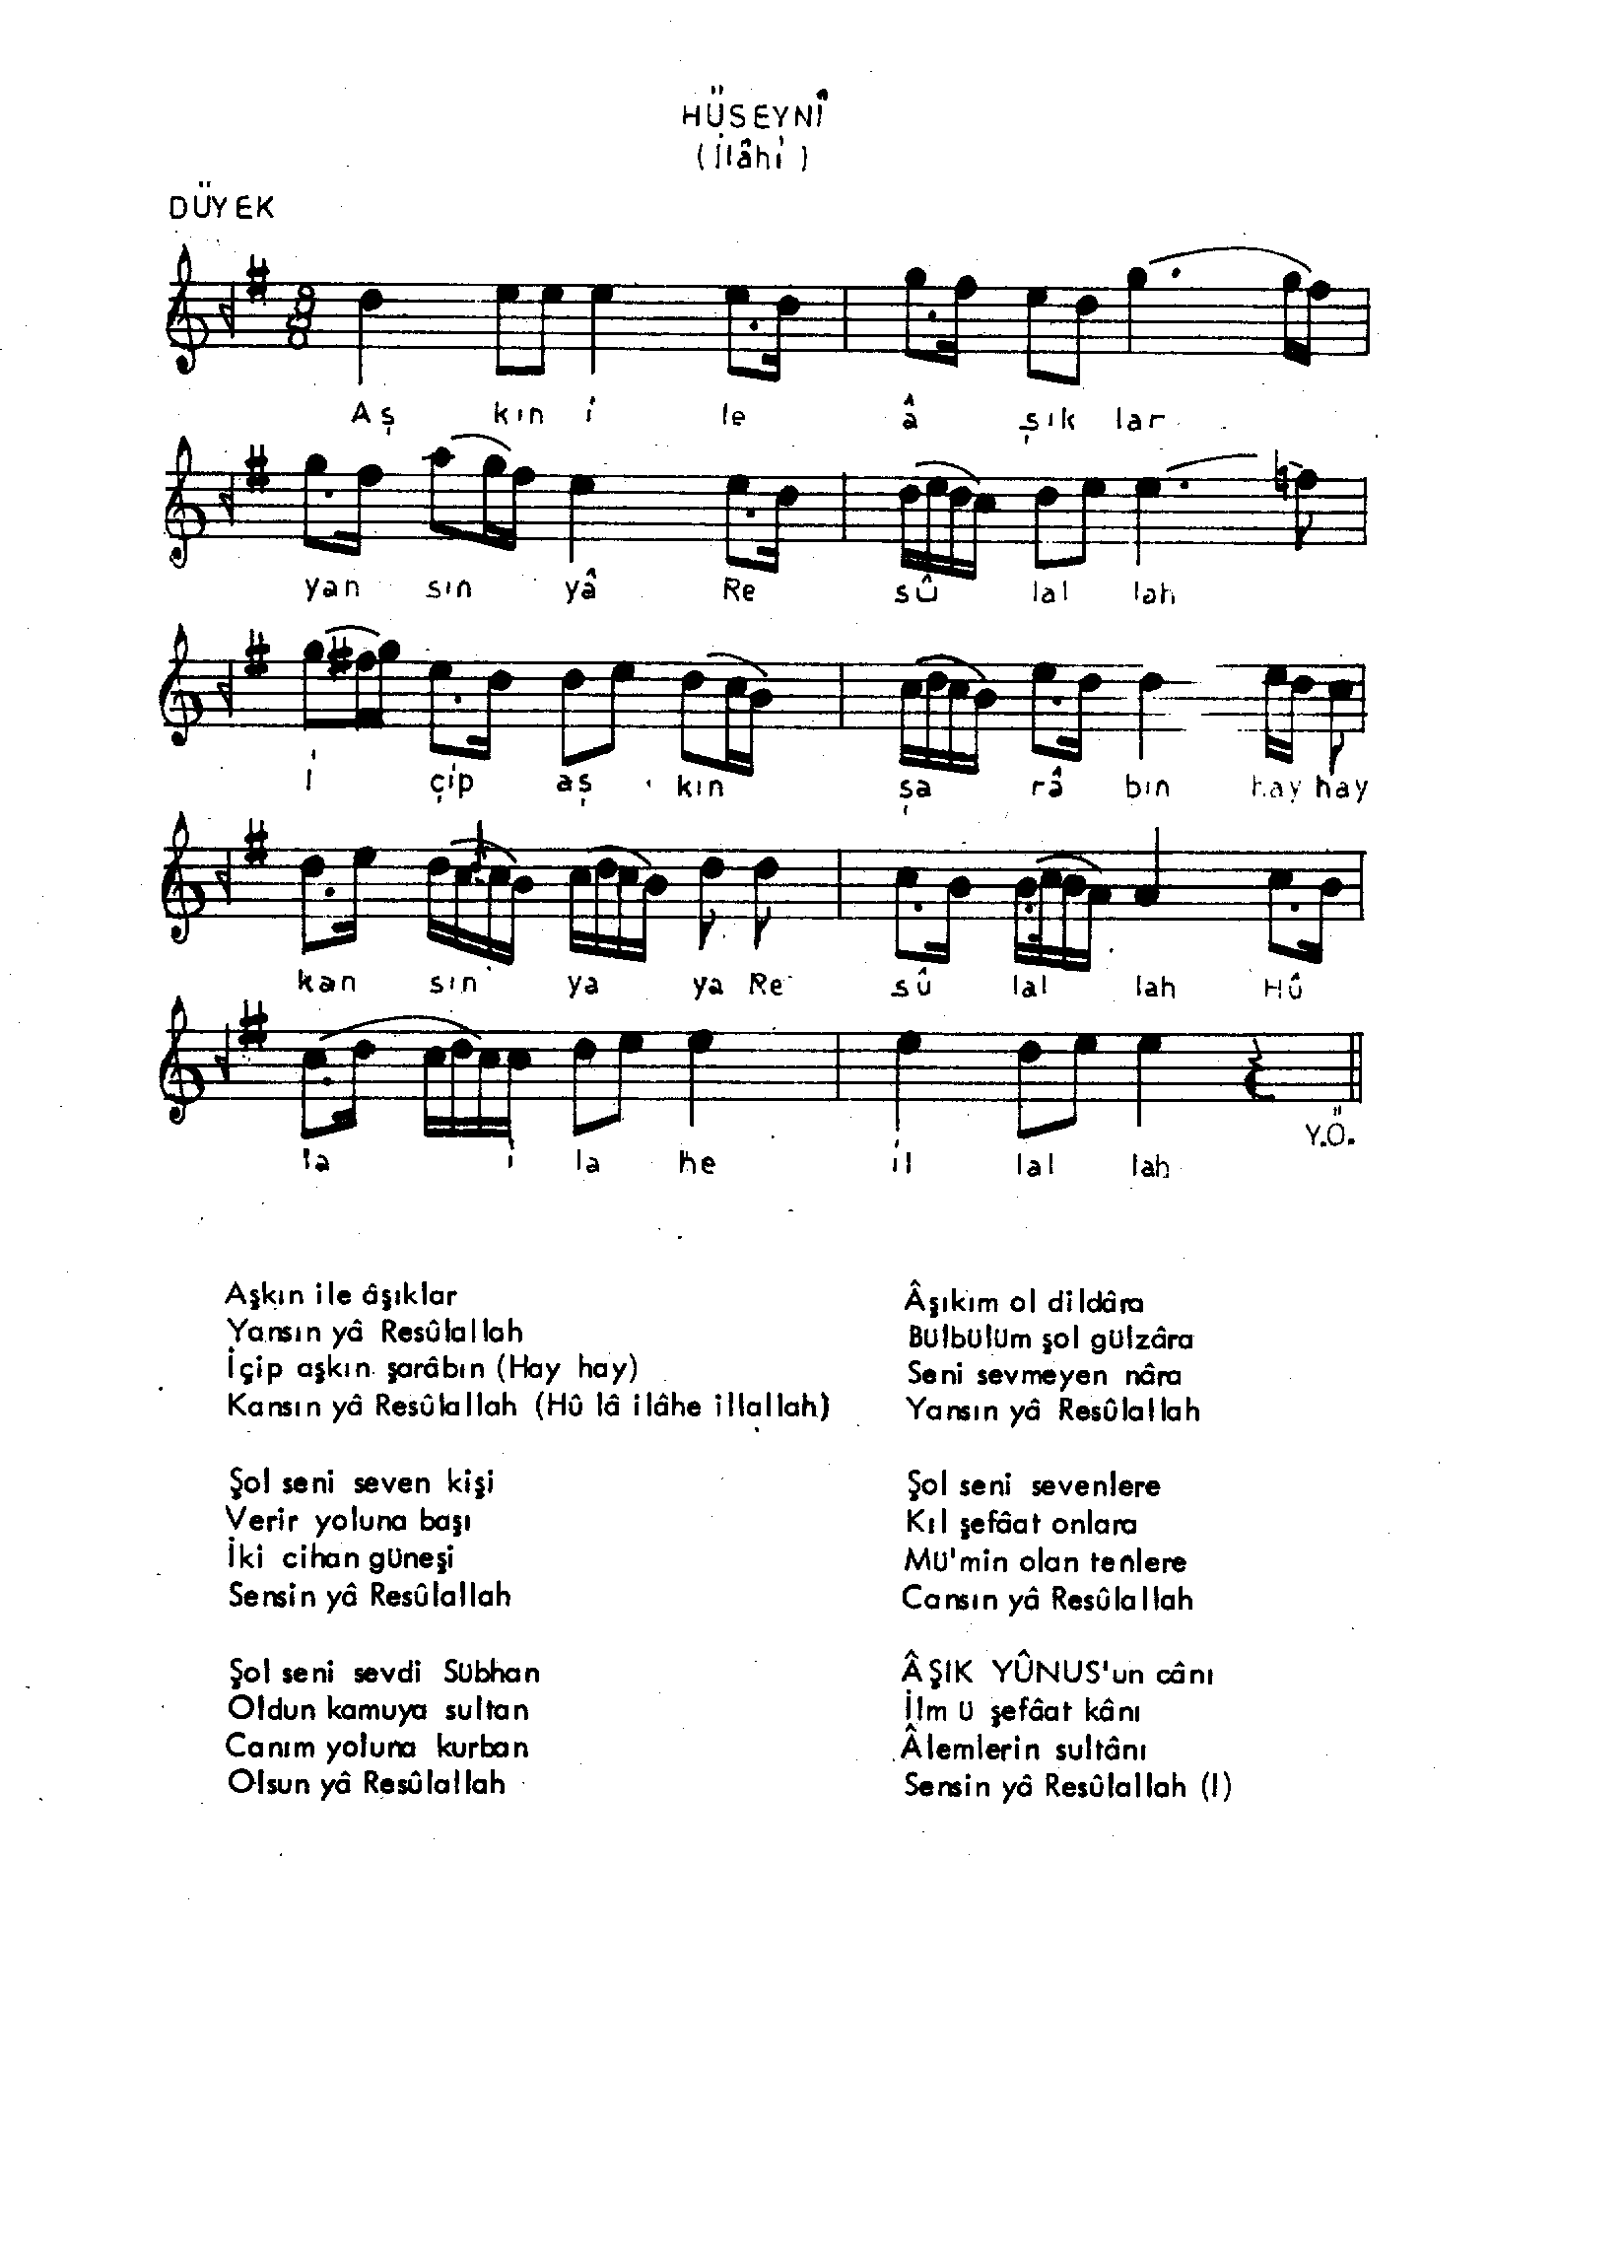 HÜSEYNÎ
(İlâhi)
DÜYEK
8
8
Aş kın i le â şık lar
yan sın yâ Re sû lal lah
İ çip aş kın şa râ bın hay hay
kan sın ya ya Re sû lal lah Hû
la i la he il lal lah
Y.Ö.
Aşkın ile âşıklar
Yansın yâ Resûlallah
İçip aşkın şarâbın (Hay hay)
Kansın yâ Resûlallah (Hû lâ ilâhe illallah)
Şol seni seven kişi
Verir yoluna başı
İki cihan güneşi
Sensin yâ Resûlallah
Şol seni sevdi Sübhan
Oldun kamuya sultan
Canım yoluna kurban
Olsun yâ Resûlallah
Âşıkım ol dildâra
Bülbülüm şol gülzâra
Seni sevmeyen nâra
Yansın yâ Resûlallah
Şol seni sevenlere
Kıl şefâat onlara
Mü'min olan tenlere
Cansın yâ Resûlallah
ÂŞIK YÛNUS'un cânı
İlm ü şefâat kânı
Âlemlerin sultânı
Sensin yâ Resûlallah (I)